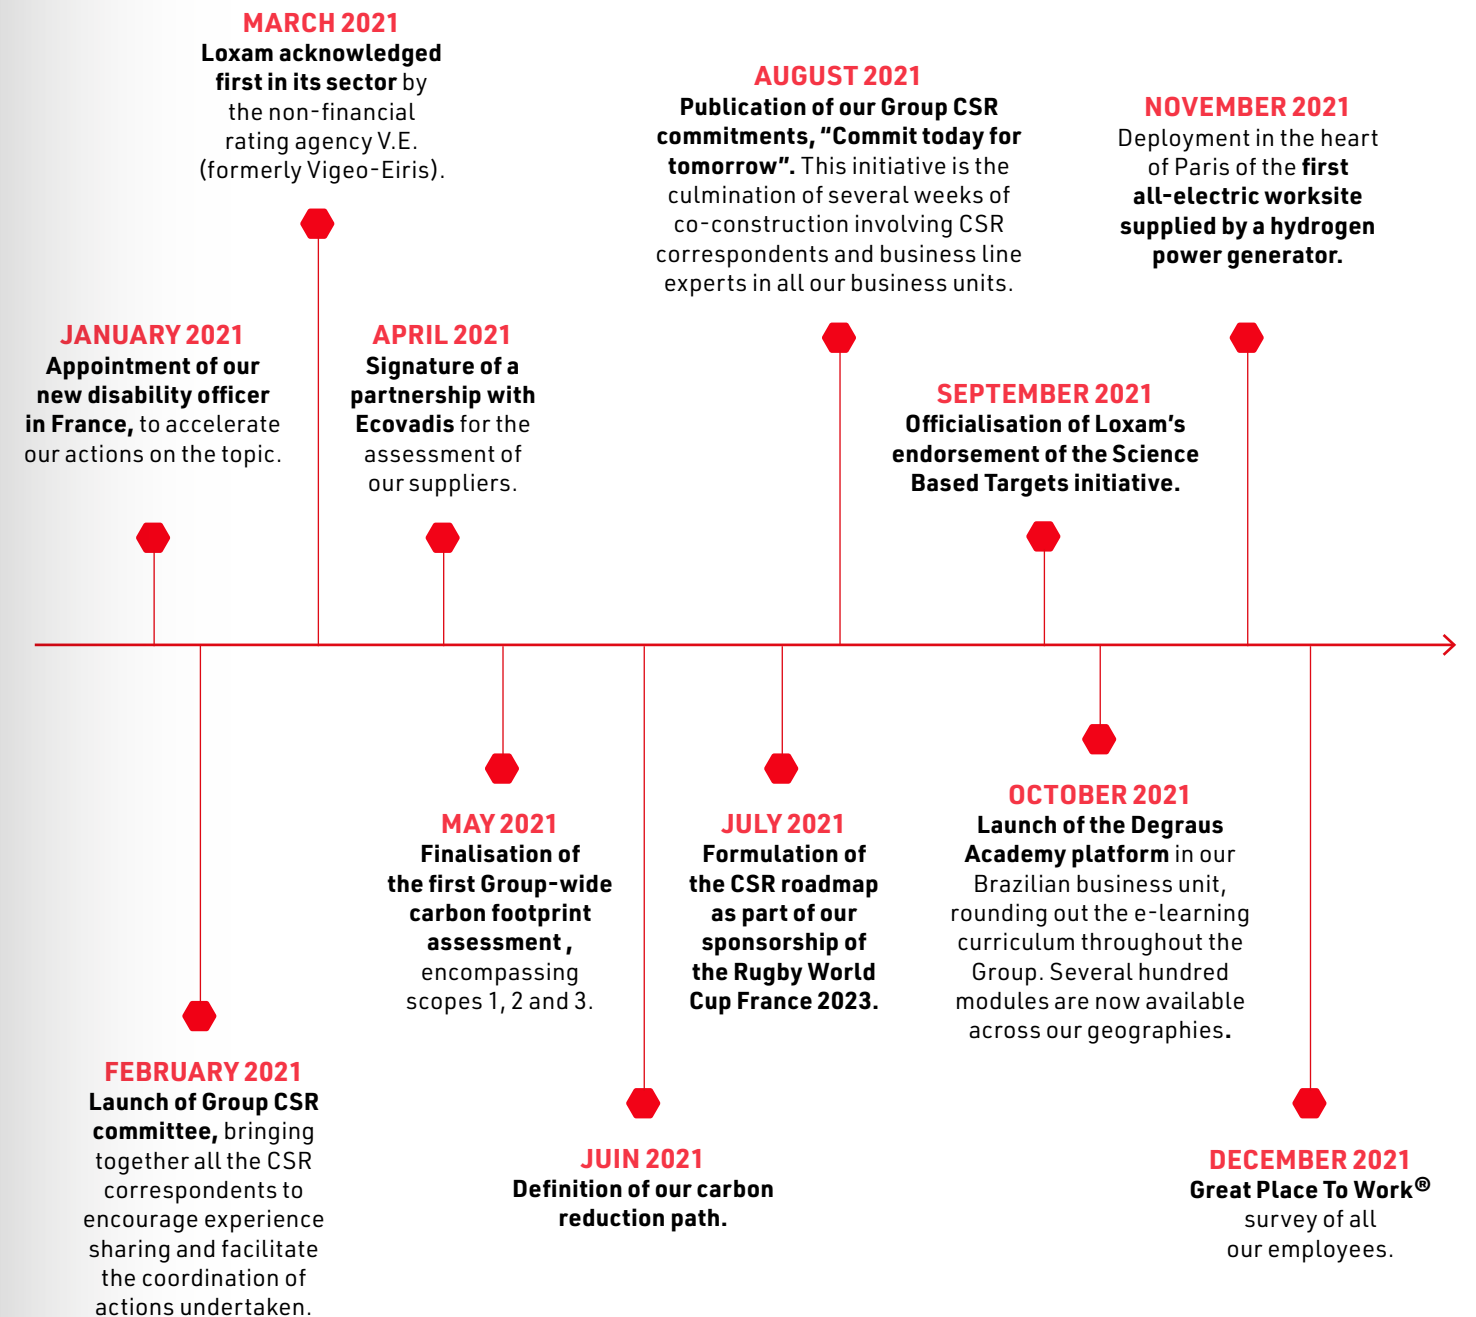 MARCH 2021
Loxam acknowledged
first in its sector by
the non-financial
rating agency V.E.
(formerly Vigeo-Eiris).
AUGUST 2021
Publication of our Group CSR
commitments, “Commit today for
tomorrow”. This initiative is the
culmination of several weeks of
co-construction involving CSR
correspondents and business line
experts in all our business units.
NOVEMBER 2021
Deployment in the heart
of Paris of the first
all-electric worksite
supplied by a hydrogen
power generator.
JANUARY 2021
Appointment of our
new disability officer
in France, to accelerate
our actions on the topic.
APRIL 2021
Signature of a
partnership with
Ecovadis for the
assessment of
our suppliers.
SEPTEMBER 2021
Officialisation of Loxam’s
endorsement of the Science
Based Targets initiative.
MAY 2021
Finalisation of
the first Group-wide
carbon footprint
assessment ,
encompassing
scopes 1, 2 and 3.
JULY 2021
Formulation of
the CSR roadmap
as part of our
sponsorship of
the Rugby World
Cup France 2023.
OCTOBER 2021
Launch of the Degraus
Academy platform in our
Brazilian business unit,
rounding out the e-learning
curriculum throughout the
Group. Several hundred
modules are now available
across our geographies.
FEBRUARY 2021
Launch of Group CSR
committee, bringing
together all the CSR
correspondents to
encourage experience
sharing and facilitate
the coordination of
actions undertaken.
JUIN 2021
Definition of our carbon
reduction path.
DECEMBER 2021
Great Place To Work®
survey of all
our employees.